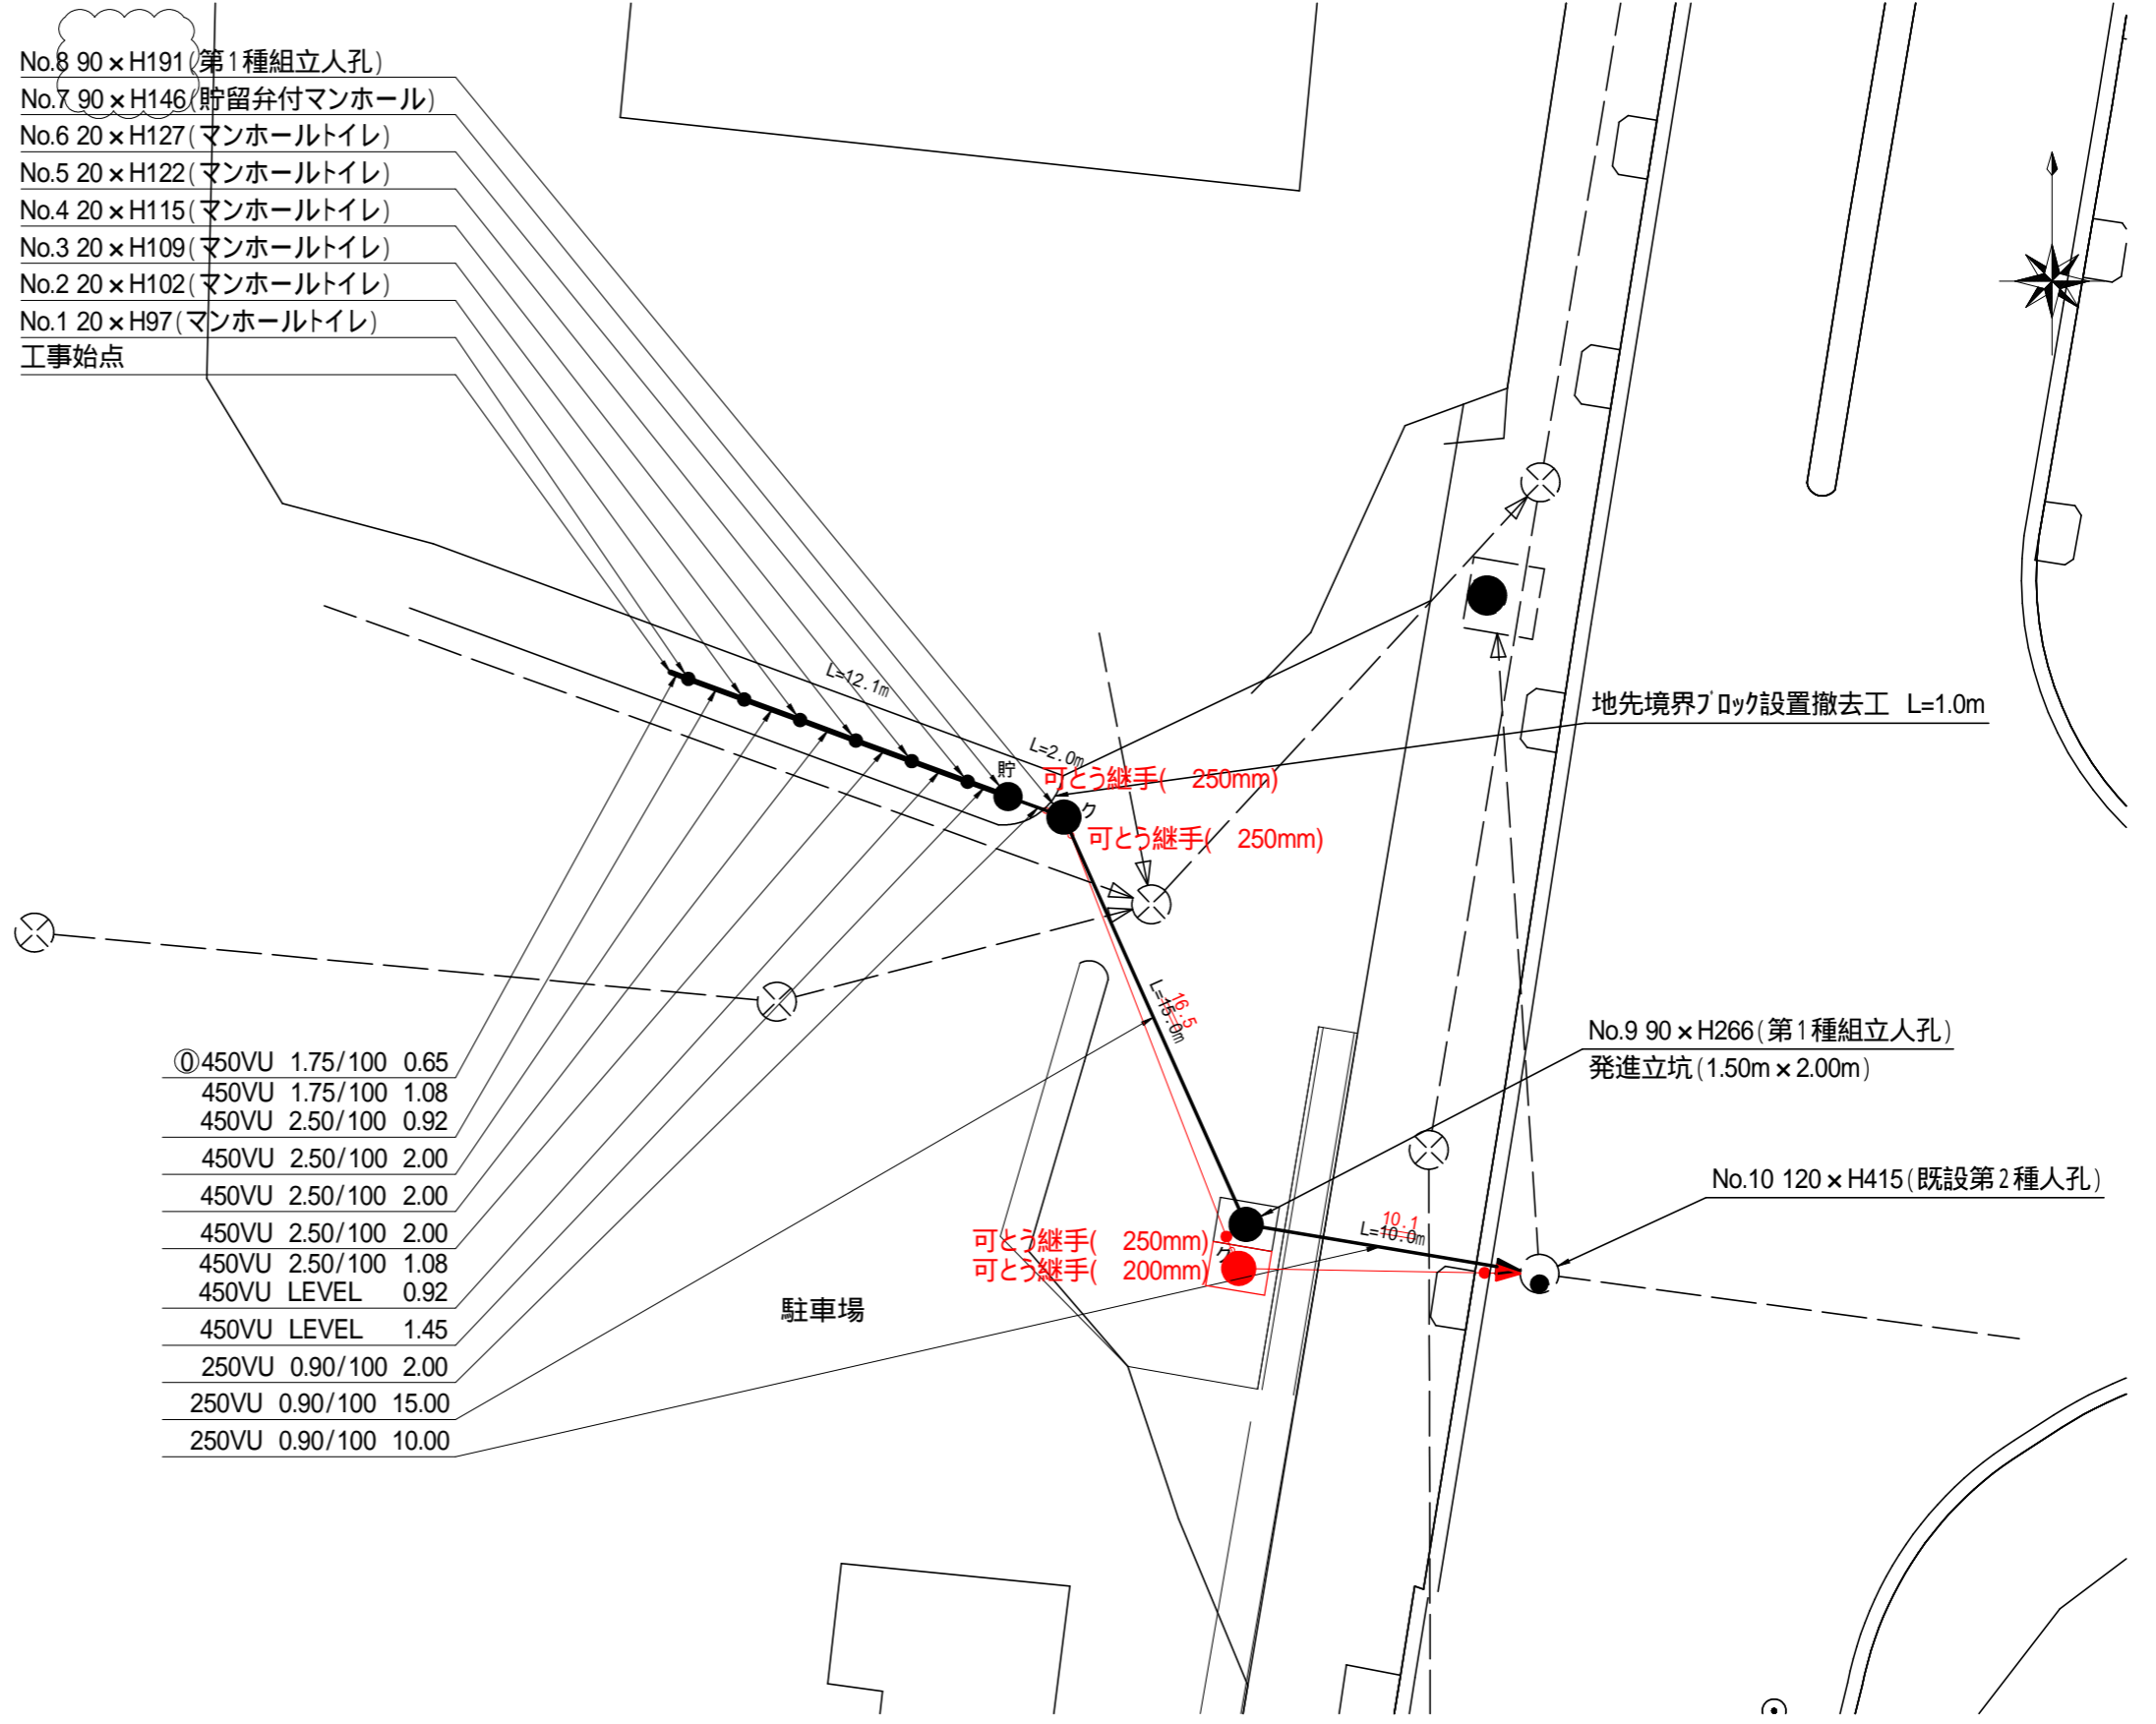 No.8 90×H191(第1種組立人孔)
No.7 90×H146(貯留弁付マンホール)
No.6 20×H127(マンホールトイレ)
No.5 20×H122(マンホールトイレ)
No.4 20×H115(マンホールトイレ)
No.3 20×H109(マンホールトイレ)
No.2 20×H102(マンホールトイレ)
No.1 20×H97(マンホールトイレ)
工事始点
L=12.1m
L=2.0m
貯
可とう継手( 250mm)
ク
可とう継手( 250mm)
地先境界ブロック設置撤去工 L=1.0m
16.5
L=15.0m
No.9 90×H266(第1種組立人孔)
発進立坑(1.50m×2.00m)
No.10 120×H415(既設第2種人孔)
10.1
L=10.0m
可とう継手( 250mm)
ク
可とう継手( 200mm)
駐車場
⓪450VU 1.75/100 0.65
450VU 1.75/100 1.08
450VU 2.50/100 0.92
450VU 2.50/100 2.00
450VU 2.50/100 2.00
450VU 2.50/100 2.00
450VU 2.50/100 1.08
450VU LEVEL 0.92
450VU LEVEL 1.45
250VU 0.90/100 2.00
250VU 0.90/100 15.00
250VU 0.90/100 10.00